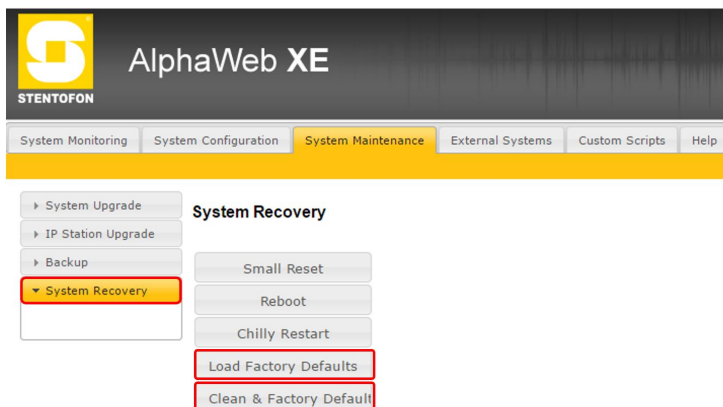 STENTOFON
AlphaWeb XE
System Monitoring
System Configuration
System Maintenance
External Systems
Custom Scripts
Help
System Upgrade
IP Station Upgrade
Backup
System Recovery
System Recovery
Small Reset
Reboot
Chilly Restart
Load Factory Defaults
Clean & Factory Default